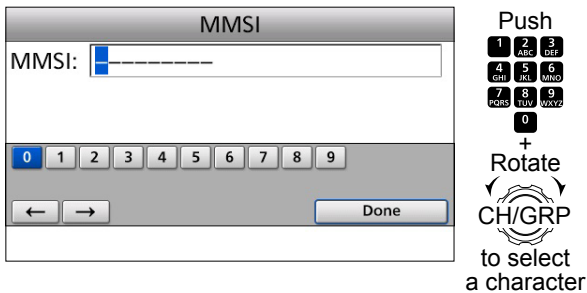 MMSI
MMSI: ---------
0 1 2 3 4 5 6 7 8 9
← → Done
Push
1 2 ABC 3 DEF
4 GHI 5 JKL 6 MNO
7 PQRS 8 TUV 9 WXYZ
0
+
Rotate
CH/GRP
to select
a character